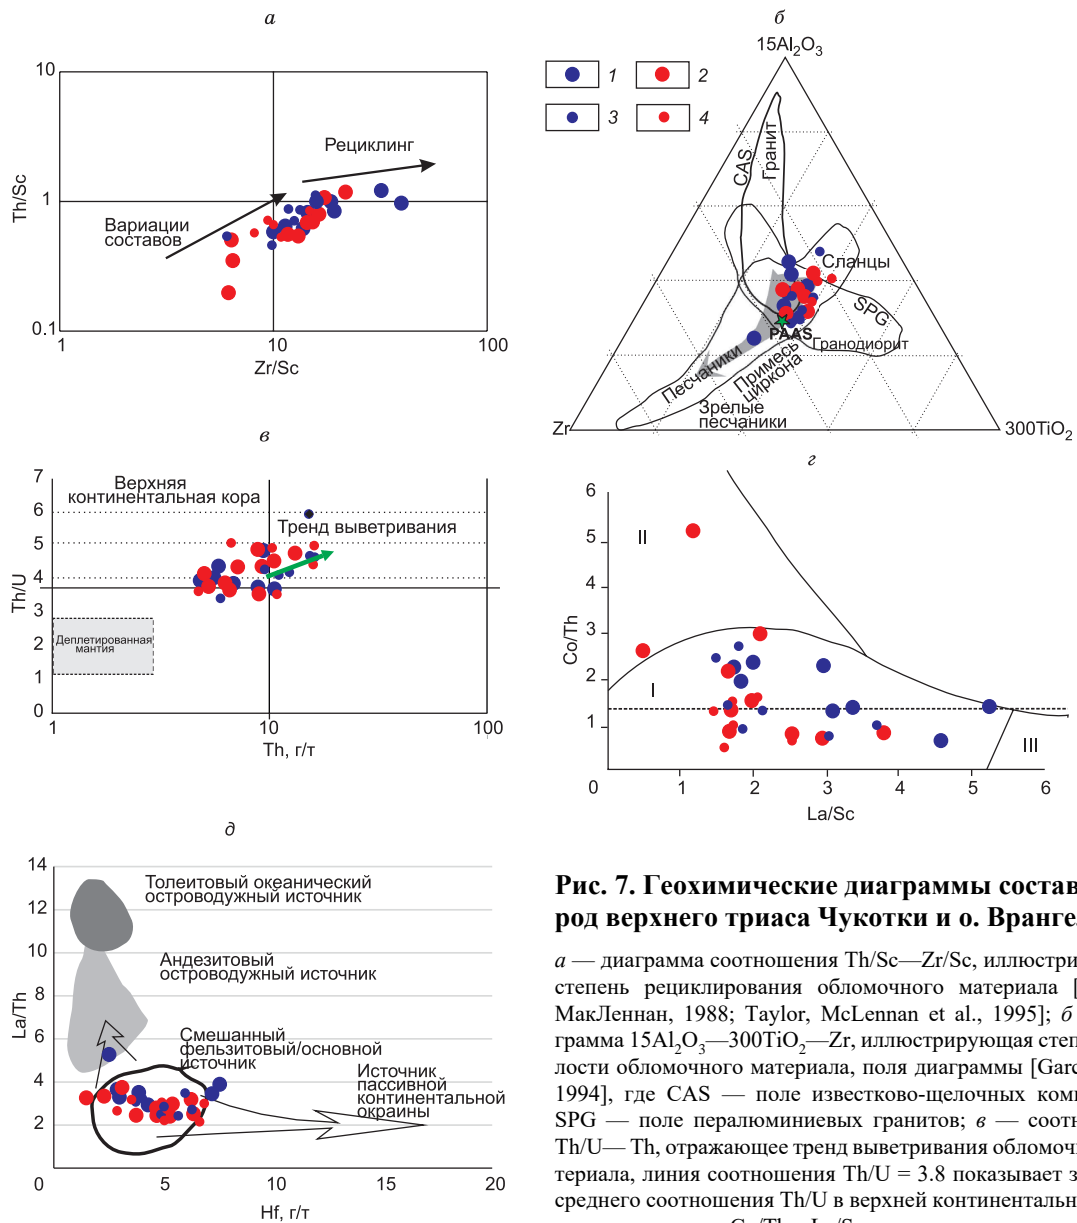 а
10
Th/Sc
1
0.1
Рециклинг
Вариации
составов
1
10
100
Zr/Sc
б
15Al₂O₃
1
2
3
4
CAS
Гранит
Сланцы
SPG
PAAS
Гранодиорит
Песчаники
Примесь
циркона
Зрелые
песчаники
Zr
300TiO₂
в
7
6
5
4
3
2
1
0
Th/U
Верхняя
континентальная кора
Тренд выветривания
Деплетированная
мантия
1
10
100
Th, г/т
г
6
5
4
3
2
1
Co/Th
II
I
III
0
1
2
3
4
5
6
La/Sc
д
14
12
10
8
6
4
2
La/Th
Толеитовый океанический
островодужный источник
Андезитовый
островодужный источник
Смешанный
фельзитовый/основной
источник
Источник
пассивной
континентальной
окраины
0
5
10
15
20
Hf, г/т
Рис. 7. Геохимические диаграммы состав
род верхнего триаса Чукотки и о. Врангел
а — диаграмма соотношения Th/Sc—Zr/Sc, иллюстри
степень рециклирования обломочного материала [
МакЛеннан, 1988; Taylor, McLennan et al., 1995]; б
грамма 15Al₂O₃—300TiO₂—Zr, иллюстрирующая степ
лости обломочного материала, поля диаграммы [Garc
1994], где CAS — поле известково-щелочных комп
SPG — поле пералюминиевых гранитов; в — соотн
Th/U— Th, отражающее тренд выветривания обломочн
териала, линия соотношения Th/U = 3.8 показывает з
среднего соотношения Th/U в верхней континентальн